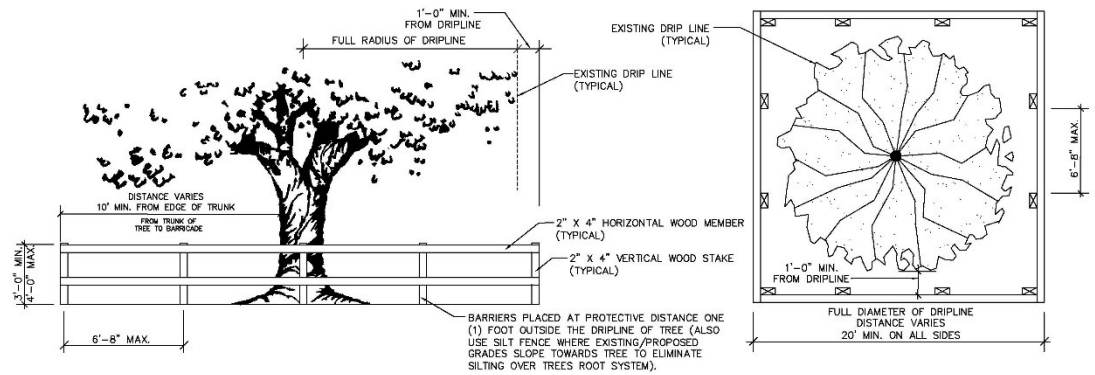 1'-0" MIN.
FROM DRIPLINE
FULL RADIUS OF DRIPLINE
EXISTING DRIP LINE
(TYPICAL)
DISTANCE VARIES
10' MIN. FROM EDGE OF TRUNK
FROM TRUNK OF
TREE TO BARRICADE
2" X 4" HORIZONTAL WOOD MEMBER
(TYPICAL)
2" X 4" VERTICAL WOOD STAKE
(TYPICAL)
3'-0" MIN.
4'-0" MAX.
6'-8" MAX.
BARRIERS PLACED AT PROTECTIVE DISTANCE ONE
(1) FOOT OUTSIDE THE DRIPLINE OF TREE (ALSO
USE SILT FENCE WHERE EXISTING/PROPOSED
GRADES SLOPE TOWARDS TREE TO ELIMINATE
SILTING OVER TREES ROOT SYSTEM).
EXISTING DRIP LINE
(TYPICAL)
6'-8" MAX.
1'-0" MIN.
FROM DRIPLINE
FULL DIAMETER OF DRIPLINE
DISTANCE VARIES
20' MIN. ON ALL SIDES